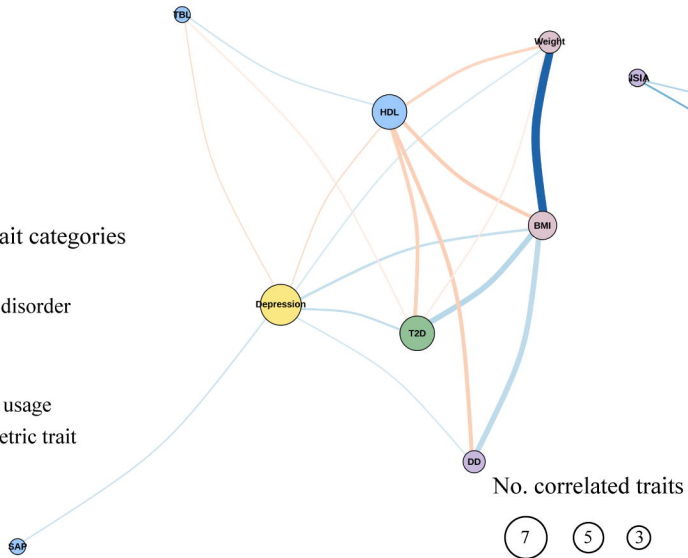 TBL
Weight
HDL
BMI
ait categories
Depression
disorder
T2D
usage
etric trait
DD
No. correlated traits
7 5 3
SAP